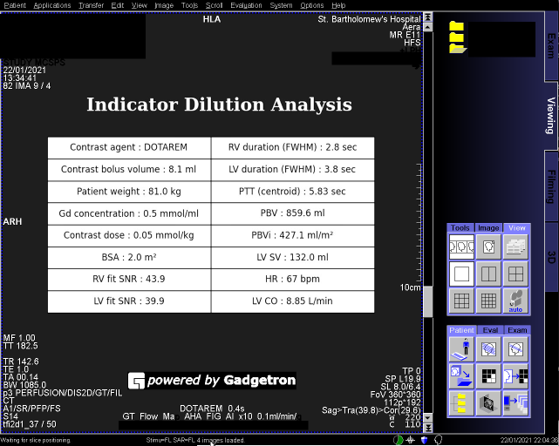 Patient Applications Transfer Edit View Image Tools Scroll Evaluation System Options Help
HLA
St. Bartholomew's Hospital
Aera
MR E11
HFS
22/01/2021
13:34:41
82 IMA 9 / 4
Indicator Dilution Analysis
Contrast agent : DOTAREM RV duration (FWHM) : 2.8 sec
Contrast bolus volume : 8.1 ml LV duration (FWHM) : 3.8 sec
Patient weight : 81.0 kg PTT (centroid) : 5.83 sec
Gd concentration : 0.5 mmol/ml PBV : 859.6 ml
Contrast dose : 0.05 mmol/kg PBVi : 427.1 ml/m²
BSA : 2.0 m² LV SV : 132.0 ml
RV fit SNR : 43.9 HR : 67 bpm
LV fit SNR : 39.9 LV CO : 8.85 L/min
ARH
10cm
powered by Gadgetron
MF 1.00
TT 182.5
TR 142.6
TE 1.0
TA 00.14
BW 1085.0
p3 PERFUSION/DIS2D/GT/FIL
CET
A1/SR/PFP/FS
S14
tfi2d1_37 / 50
DOTAREM 0.4s
GT Flow Ma AHA FIG AI x10 0.1ml/min/
TP 0
SP L19.9
SL 8.0/6.4
FoV 360*360
112p*192
Sag>Tra(39.8)>Cor(29.6)
W 220
C 110
Exam
Viewing
Filming
3D
Tools Image View
auto
Patient Eval Exam
Waiting for slice positioning.
Stim=FL SAR=FL 4 images loaded